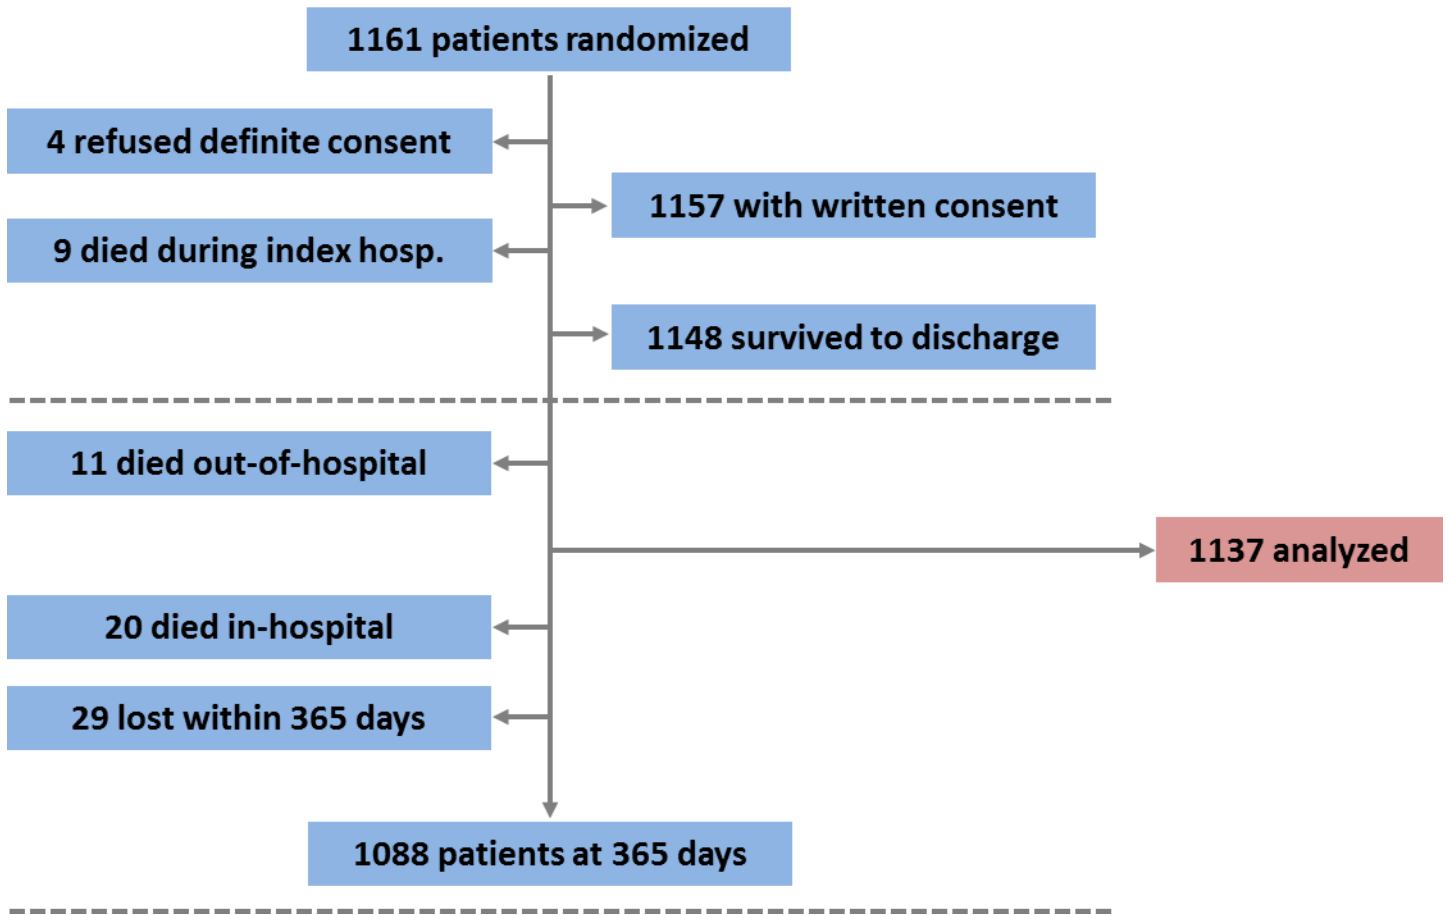 1161 patients randomized
4 refused definite consent
1157 with written consent
9 died during index hosp.
1148 survived to discharge
11 died out-of-hospital
1137 analyzed
20 died in-hospital
29 lost within 365 days
1088 patients at 365 days